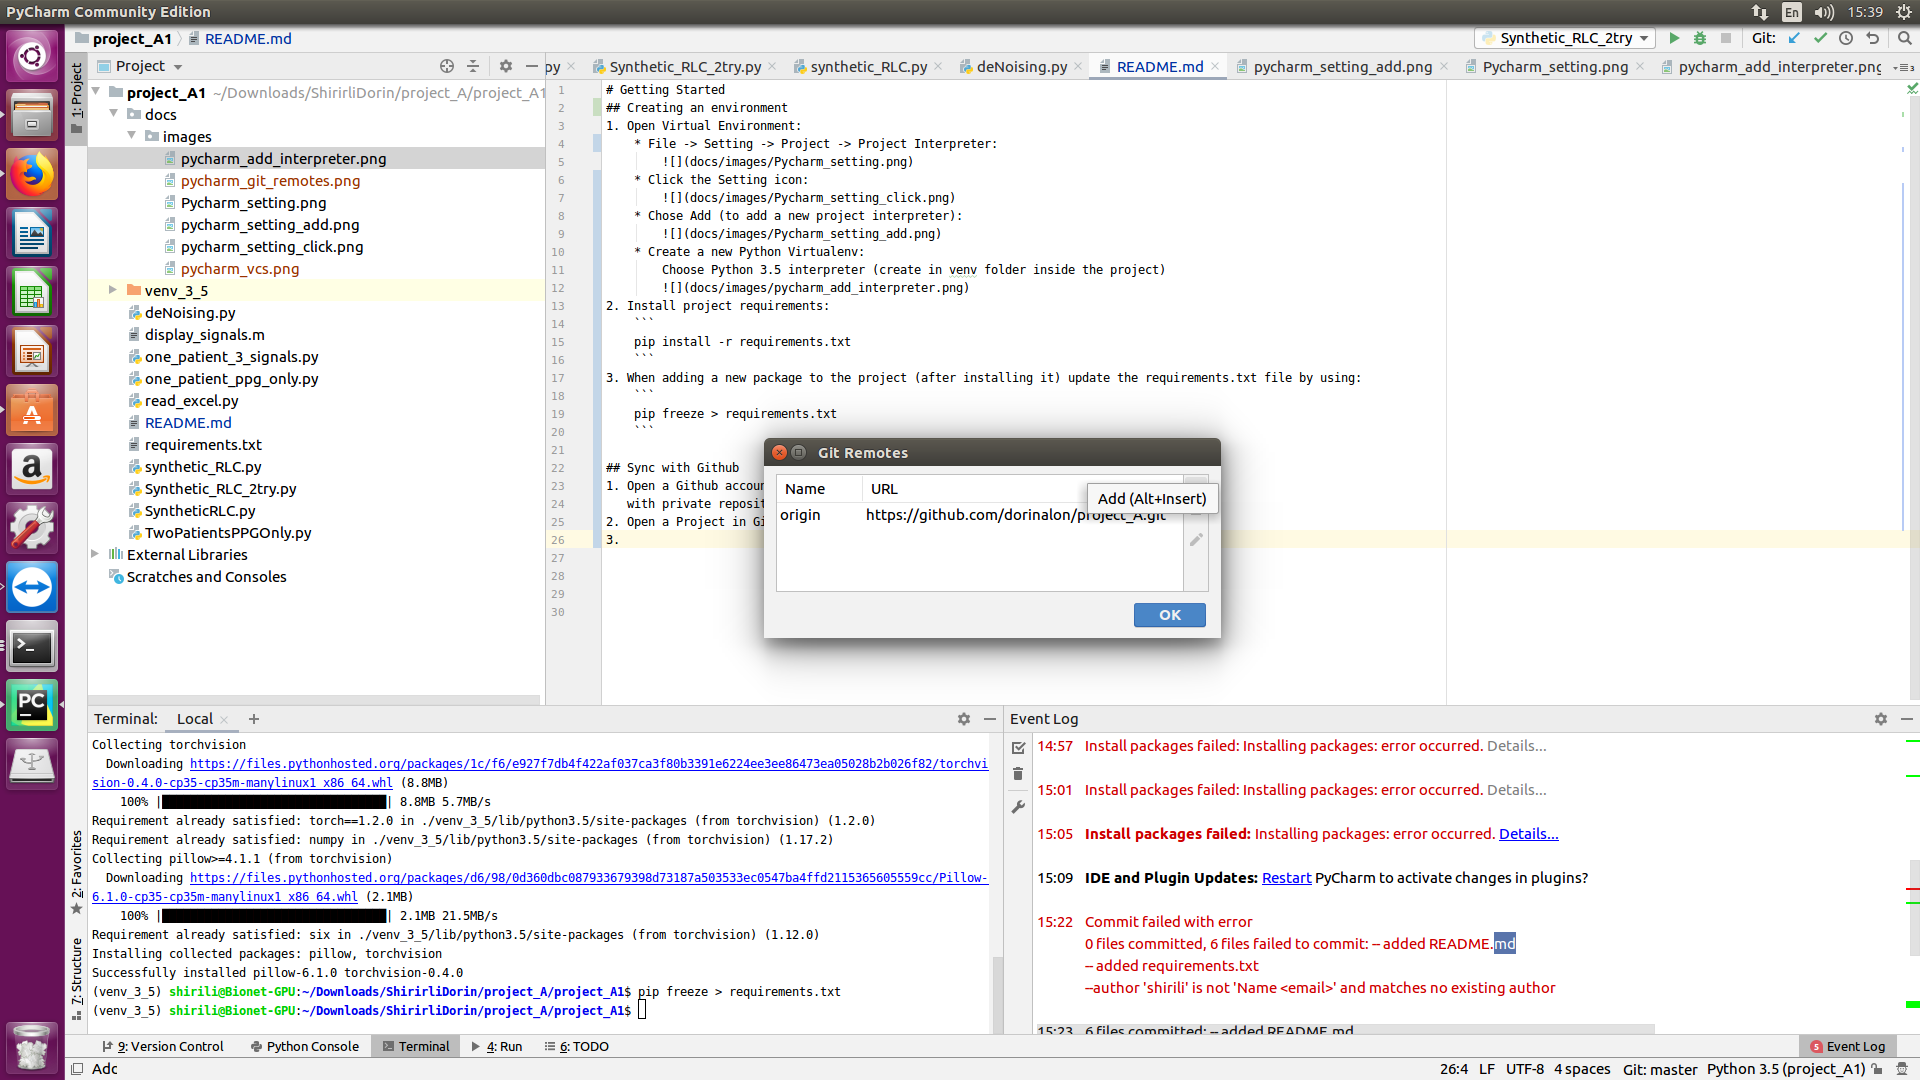 PyCharm Community Edition
En
15:39
project_A1
README.md
Synthetic_RLC_2try
Git:
1: Project
Project
py
Synthetic_RLC_2try.py
synthetic_RLC.py
deNoising.py
README.md
pycharm_setting_add.png
Pycharm_setting.png
pycharm_add_interpreter.png
project_A1 ~/Downloads/ShirirliDorin/project_A/project_A1
docs
images
pycharm_add_interpreter.png
pycharm_git_remotes.png
Pycharm_setting.png
pycharm_setting_add.png
pycharm_setting_click.png
pycharm_vcs.png
venv_3_5
deNoising.py
display_signals.m
one_patient_3_signals.py
one_patient_ppg_only.py
read_excel.py
README.md
requirements.txt
synthetic_RLC.py
Synthetic_RLC_2try.py
SyntheticRLC.py
TwoPatientsPPGOnly.py
External Libraries
Scratches and Consoles
1 # Getting Started
2 ## Creating an environment
3 1. Open Virtual Environment:
4 * File -> Setting -> Project -> Project Interpreter:
5 ![](docs/images/Pycharm_setting.png)
6 * Click the Setting icon:
7 ![](docs/images/Pycharm_setting_click.png)
8 * Chose Add (to add a new project interpreter):
9 ![](docs/images/Pycharm_setting_add.png)
10 * Create a new Python Virtualenv:
11 Choose Python 3.5 interpreter (create in venv folder inside the project)
12 ![](docs/images/pycharm_add_interpreter.png)
13 2. Install project requirements:
14 ```
15 pip install -r requirements.txt
16 ```
17 3. When adding a new package to the project (after installing it) update the requirements.txt file by using:
18 ```
19 pip freeze > requirements.txt
20 ```
21
22 ## Sync with Github
23 1. Open a Github accoun
24 with private reposit
25 2. Open a Project in Gi
26 3.
27
28
29
30
Git Remotes
Name URL
Add (Alt+Insert)
origin https://github.com/dorinalon/project_A.git
OK
Terminal: Local
Collecting torchvision
Downloading https://files.pythonhosted.org/packages/1c/f6/e927f7db4f422af037ca3f80b3391e6224ee3ee86473ea05028b2b026f82/torchvi
sion-0.4.0-cp35-cp35m-manylinux1_x86_64.whl (8.8MB)
100% |████████████████████████████████| 8.8MB 5.7MB/s
Requirement already satisfied: torch==1.2.0 in ./venv_3_5/lib/python3.5/site-packages (from torchvision) (1.2.0)
Requirement already satisfied: numpy in ./venv_3_5/lib/python3.5/site-packages (from torchvision) (1.17.2)
Collecting pillow>=4.1.1 (from torchvision)
Downloading https://files.pythonhosted.org/packages/d6/98/0d360dbc087933679398d73187a503533ec0547ba4ffd2115365605559cc/Pillow-
6.1.0-cp35-cp35m-manylinux1_x86_64.whl (2.1MB)
100% |████████████████████████████████| 2.1MB 21.5MB/s
Requirement already satisfied: six in ./venv_3_5/lib/python3.5/site-packages (from torchvision) (1.12.0)
Installing collected packages: pillow, torchvision
Successfully installed pillow-6.1.0 torchvision-0.4.0
(venv_3_5) shirili@Bionet-GPU:~/Downloads/ShirirliDorin/project_A/project_A1$ pip freeze > requirements.txt
(venv_3_5) shirili@Bionet-GPU:~/Downloads/ShirirliDorin/project_A/project_A1$
2: Favorites
7: Structure
Event Log
14:57 Install packages failed: Installing packages: error occurred. Details...
15:01 Install packages failed: Installing packages: error occurred. Details...
15:05 Install packages failed: Installing packages: error occurred. Details...
15:09 IDE and Plugin Updates: Restart PyCharm to activate changes in plugins?
15:22 Commit failed with error
0 files committed, 6 files failed to commit: -- added README.md
-- added requirements.txt
--author 'shirili' is not 'Name <email>' and matches no existing author
15:23 6 files committed: -- added README.md
9: Version Control
Python Console
Terminal
4: Run
6: TODO
5 Event Log
Add
26:4 LF UTF-8 4 spaces Git: master Python 3.5 (project_A1)